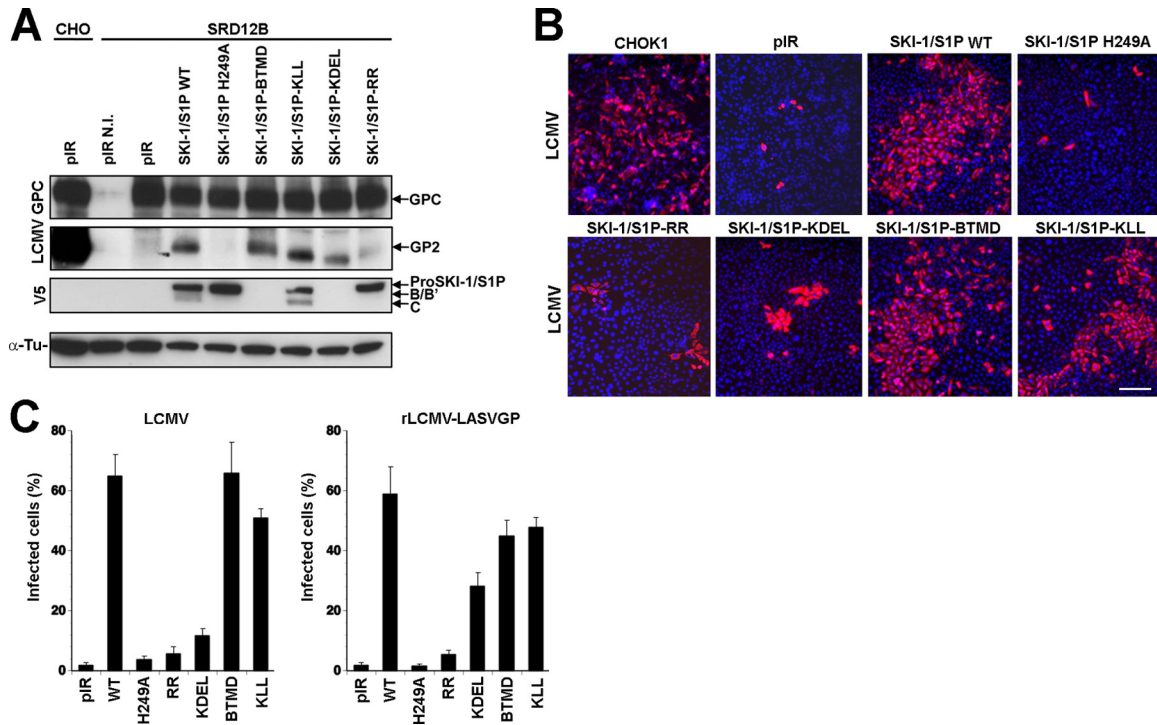 A
CHO
SRD12B
pIR
pIR N.I.
pIR
SKI-1/S1P WT
SKI-1/S1P H249A
SKI-1/S1P-BTMD
SKI-1/S1P-KLL
SKI-1/S1P-KDEL
SKI-1/S1P-RR
LCMV GPC
GPC
GP2
V5
ProSKI-1/S1P
B/B'
C
α-Tu-
B
CHOK1
pIR
SKI-1/S1P WT
SKI-1/S1P H249A
LCMV
SKI-1/S1P-RR
SKI-1/S1P-KDEL
SKI-1/S1P-BTMD
SKI-1/S1P-KLL
LCMV
C
LCMV
Infected cells (%)
80
60
40
20
0
pIR
WT
H249A
RR
KDEL
BTMD
KLL
rLCMV-LASVGP
Infected cells (%)
80
60
40
20
0
pIR
WT
H249A
RR
KDEL
BTMD
KLL